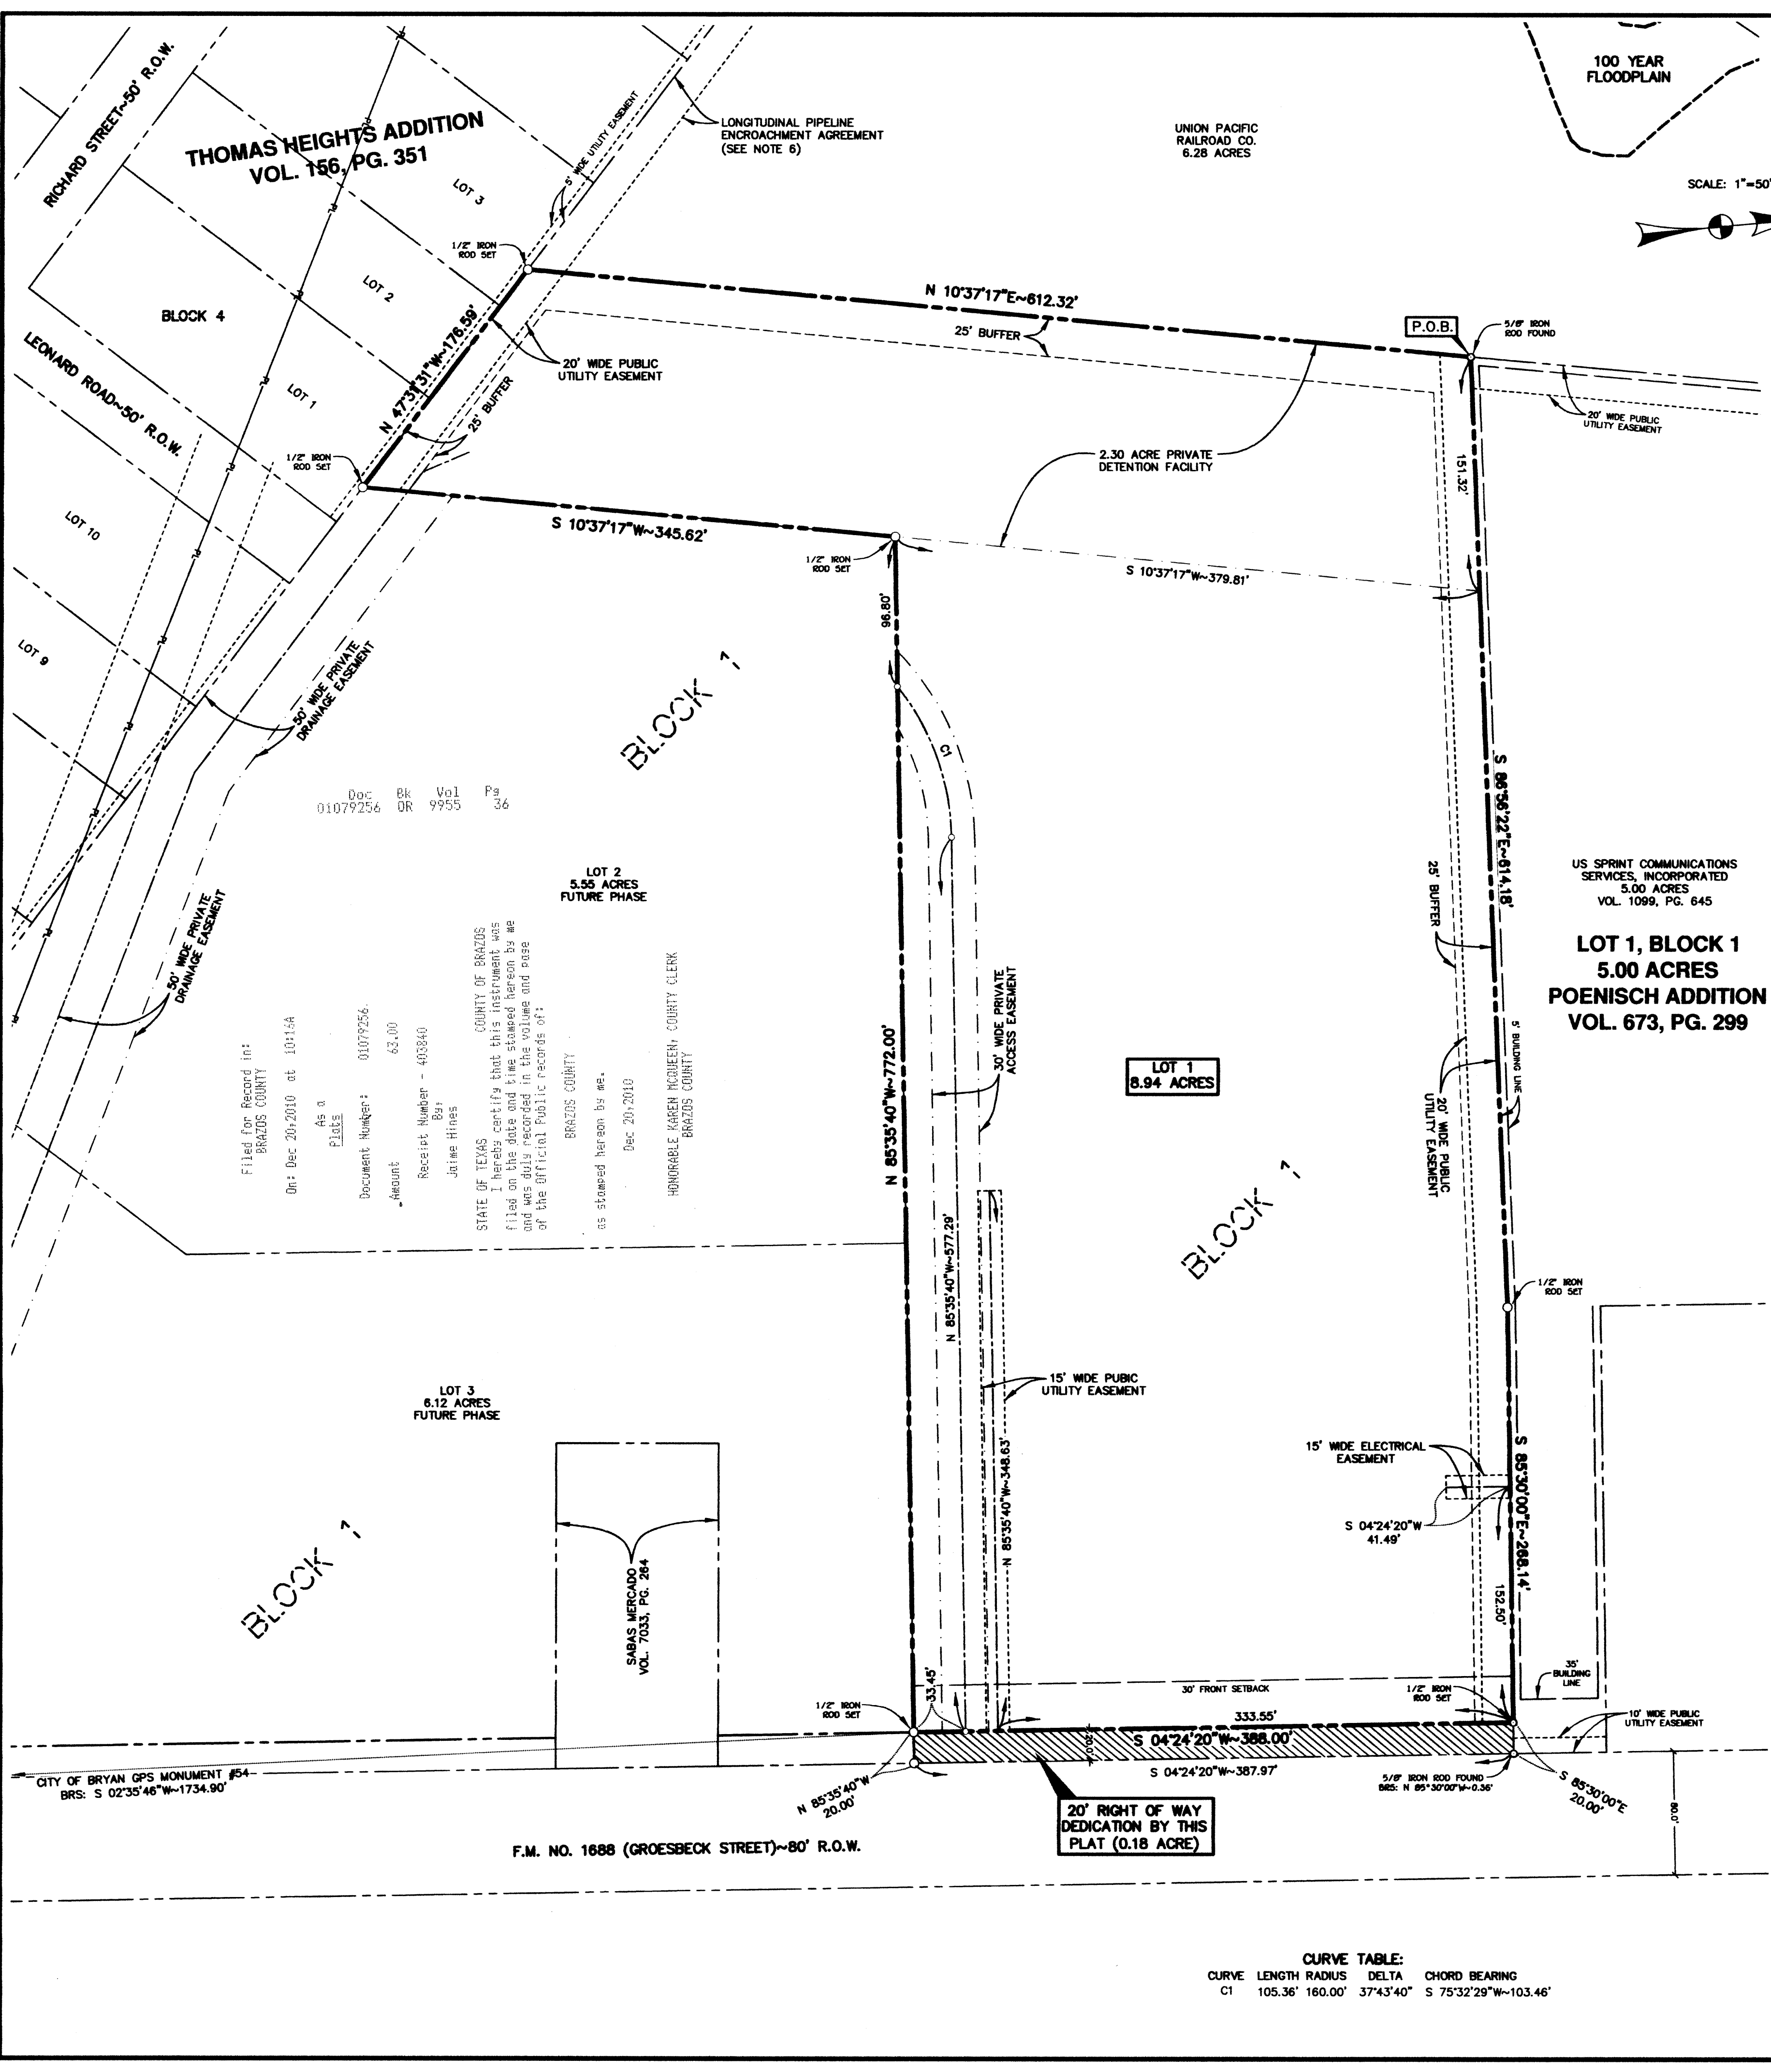 RICHARD STREET~50' R.O.W.
THOMAS HEIGHTS ADDITION
VOL. 156, PG. 351
LOT 3
5' WIDE UTILITY EASEMENT
LONGITUDINAL PIPELINE
ENCROACHMENT AGREEMENT
(SEE NOTE 6)
UNION PACIFIC
RAILROAD CO.
6.28 ACRES
100 YEAR
FLOODPLAIN
SCALE: 1"=50'
1/2" IRON
ROD SET
LOT 2
BLOCK 4
LEONARD ROAD~50' R.O.W.
LOT 1
N 47°31'31"W~176.59'
20' WIDE PUBLIC
UTILITY EASEMENT
25' BUFFER
N 10°37'17"E~612.32'
25' BUFFER
P.O.B.
5/8" IRON
ROD FOUND
20' WIDE PUBLIC
UTILITY EASEMENT
2.30 ACRE PRIVATE
DETENTION FACILITY
151.32'
1/2" IRON
ROD SET
S 10°37'17"W~345.62'
1/2" IRON
ROD SET
S 10°37'17"W~379.81'
LOT 10
LOT 9
96.80'
50' WIDE PRIVATE
DRAINAGE EASEMENT
BLOCK 1
C1
S 86°56'22"E~614.18'
Doc Bk Vol Pg
01079256 OR 9955 36
LOT 2
5.55 ACRES
FUTURE PHASE
25' BUFFER
US SPRINT COMMUNICATIONS
SERVICES, INCORPORATED
5.00 ACRES
VOL. 1099, PG. 645
LOT 1, BLOCK 1
5.00 ACRES
POENISCH ADDITION
VOL. 673, PG. 299
50' WIDE PRIVATE
DRAINAGE EASEMENT
Filed for Record in:
BRAZOS COUNTY
On: Dec 20,2010 at 10:16A
As a
Plats
Document Number: 01079256
Amount 63.00
Receipt Number - 403840
By,
Jaime Hines
STATE OF TEXAS COUNTY OF BRAZOS
I hereby certify that this instrument was
filed on the date and time stamped hereon by me
and was duly recorded in the volume and page
of the Official Public records of:
BRAZOS COUNTY
as stamped hereon by me.
Dec 20,2010
HONORABLE KAREN MCQUEEN, COUNTY CLERK
BRAZOS COUNTY
N 85°35'40"W~772.00'
30' WIDE PRIVATE
ACCESS EASEMENT
LOT 1
8.94 ACRES
5' BUILDING LINE
20' WIDE PUBLIC
UTILITY EASEMENT
BLOCK 1
N 85°35'40"W~577.29'
1/2" IRON
ROD SET
15' WIDE PUBIC
UTILITY EASEMENT
LOT 3
6.12 ACRES
FUTURE PHASE
N 85°35'40"W~348.63'
15' WIDE ELECTRICAL
EASEMENT
S 04°24'20"W
41.49'
S 85°30'00"E~268.14'
152.50'
BLOCK 1
SABAS MERCADO
VOL. 7033, PG. 264
33.45'
30' FRONT SETBACK
35'
BUILDING
LINE
1/2" IRON
ROD SET
1/2" IRON
ROD SET
333.55'
S 04°24'20"W~388.00'
20.0'
10' WIDE PUBLIC
UTILITY EASEMENT
CITY OF BRYAN GPS MONUMENT #54
BRS: S 02°35'46"W~1734.90'
N 85°35'40"W
20.00'
S 04°24'20"W~387.97'
5/8" IRON ROD FOUND
BRS: N 85°30'00"W~0.36'
S 85°30'00"E
20.00'
80.0'
20' RIGHT OF WAY
DEDICATION BY THIS
PLAT (0.18 ACRE)
F.M. NO. 1688 (GROESBECK STREET)~80' R.O.W.
CURVE TABLE:
CURVE LENGTH RADIUS DELTA CHORD BEARING
C1 105.36' 160.00' 37°43'40" S 75°32'29"W~103.46'